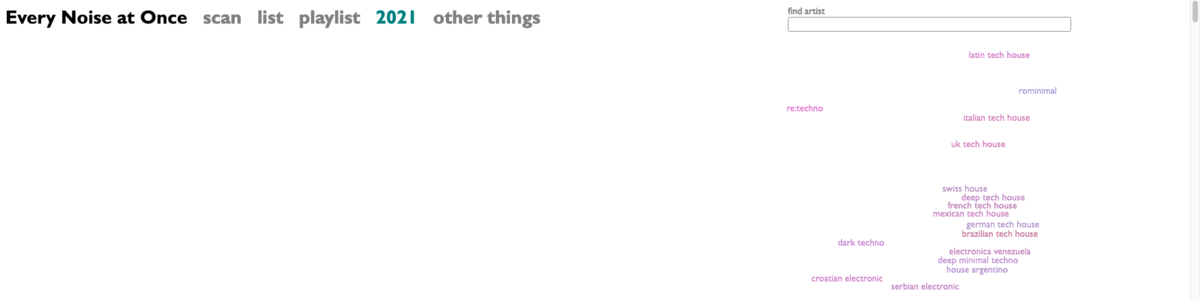 Every Noise at Once scan list playlist 2021 other things
find artist
latin tech house
rominimal
re:techno
italian tech house
uk tech house
swiss house
deep tech house
french tech house
mexican tech house
german tech house
brazilian tech house
dark techno
electronica venezuela
deep minimal techno
house argentino
croatian electronic
serbian electronic